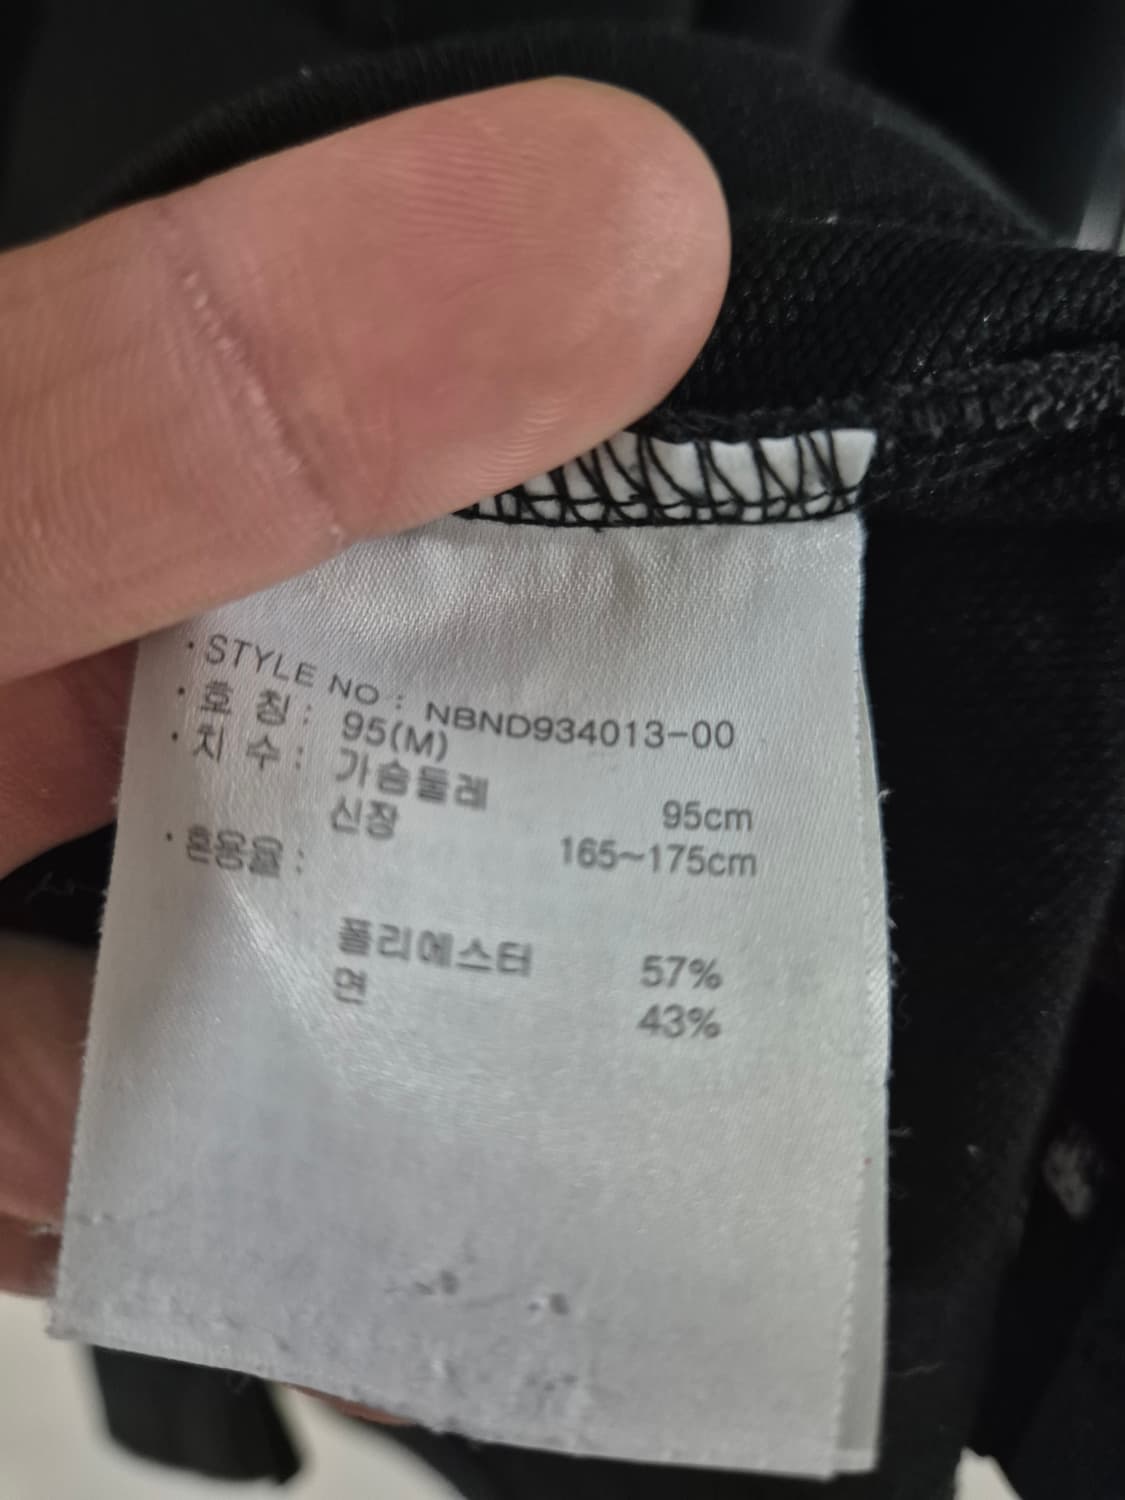 · STYLE NO : NBND934013-00
· 호 칭 : 95(M)
· 치 수 : 가슴둘레 95cm
신장 165~175cm
· 혼용율 :
폴리에스터 57%
면 43%